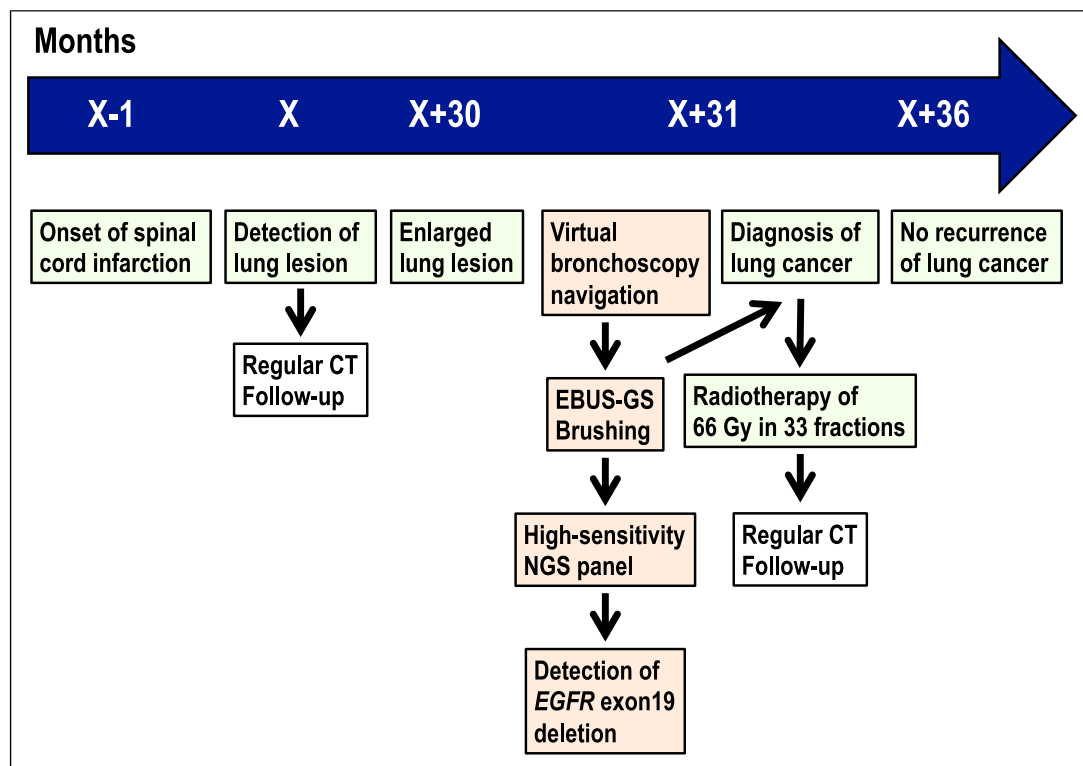 Months
X-1
X
X+30
X+31
X+36
Onset of spinal
cord infarction
Detection of
lung lesion
Regular CT
Follow-up
Enlarged
lung lesion
Virtual
bronchoscopy
navigation
EBUS-GS
Brushing
High-sensitivity
NGS panel
Detection of
EGFR exon19
deletion
Diagnosis of
lung cancer
Radiotherapy of
66 Gy in 33 fractions
Regular CT
Follow-up
No recurrence
of lung cancer